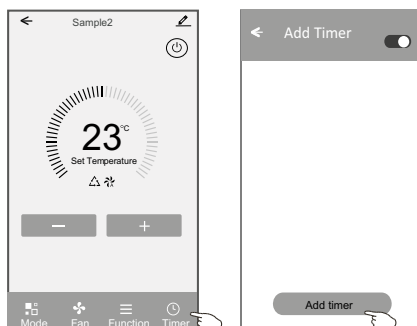 Sample2
23°C
Set Temperature
Mode Fan Function Timer
Add Timer
Add timer